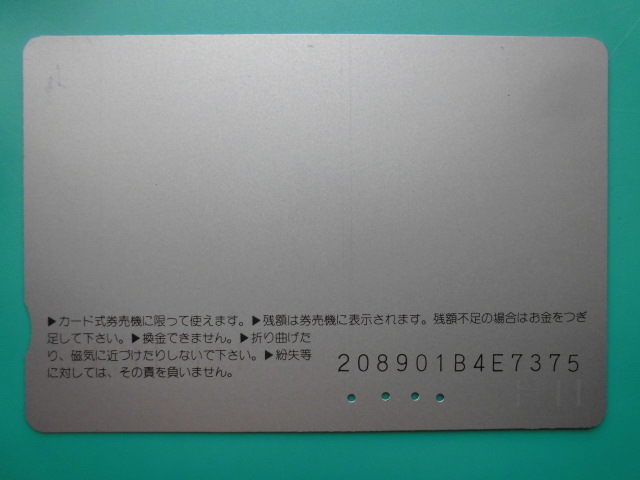 ▶カード式券売機に限って使えます。▶残額は券売機に表示されます。残額不足の場合はお金をつぎ
足して下さい。▶換金できません。▶折り曲げた
り、磁気に近づけたりしないで下さい。▶紛失等
に対しては、その責を負いません。
208901B4E7375